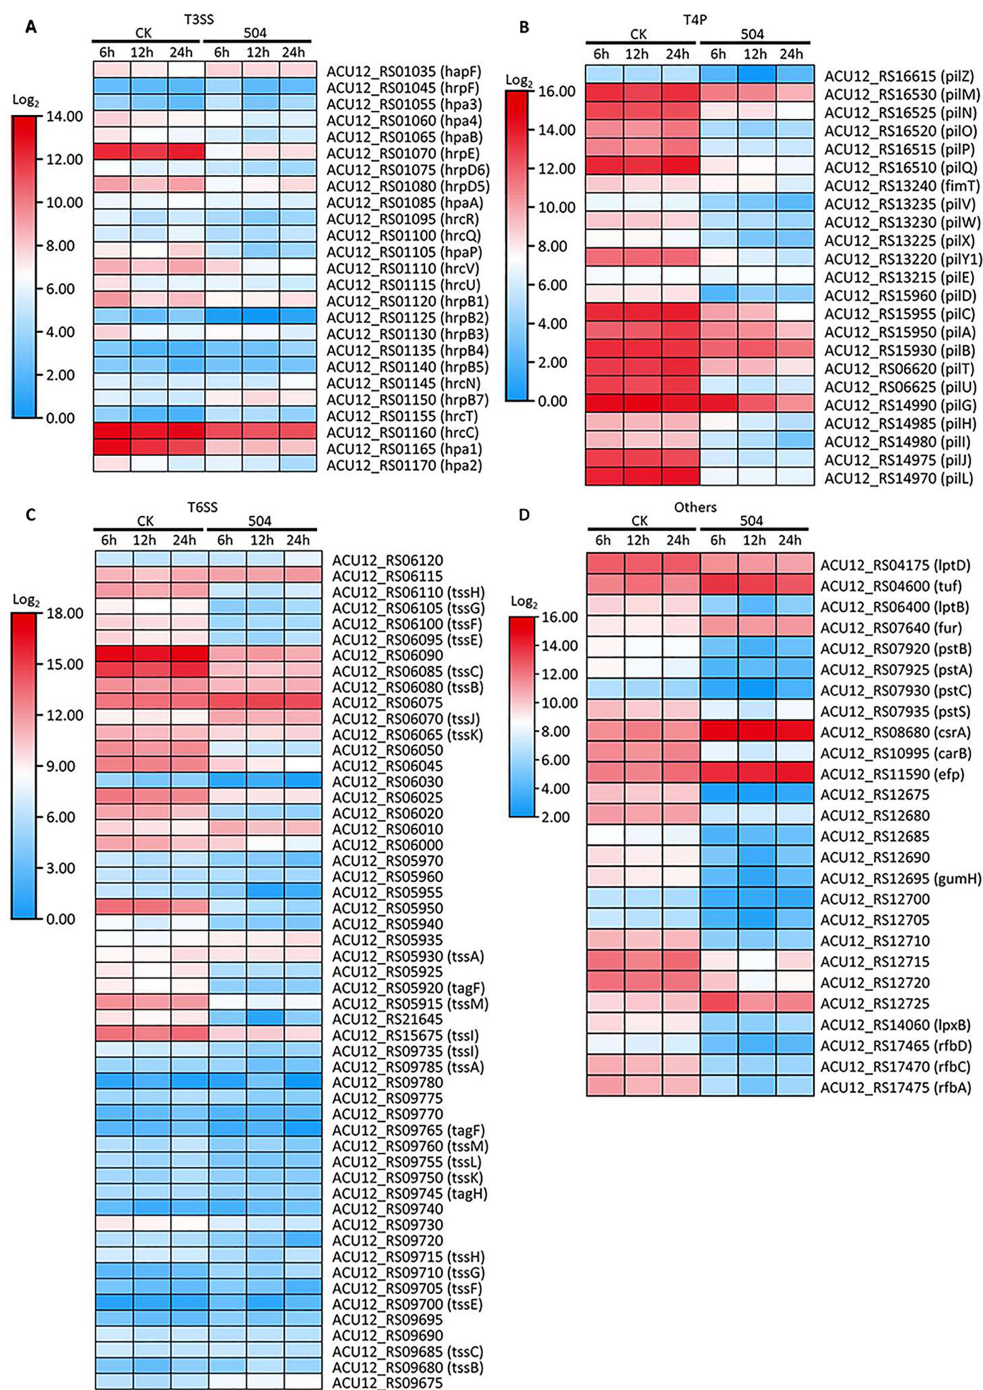 A
T3SS
CK 504
6h 12h 24h 6h 12h 24h
Log2
14.00
12.00
10.00
8.00
6.00
4.00
2.00
0.00
ACU12_RS01035 (hapF)
ACU12_RS01045 (hrpF)
ACU12_RS01055 (hpa3)
ACU12_RS01060 (hpa4)
ACU12_RS01065 (hpaB)
ACU12_RS01070 (hrpE)
ACU12_RS01075 (hrpD6)
ACU12_RS01080 (hrpD5)
ACU12_RS01085 (hpaA)
ACU12_RS01095 (hrcR)
ACU12_RS01100 (hrcQ)
ACU12_RS01105 (hpaP)
ACU12_RS01110 (hrcV)
ACU12_RS01115 (hrcU)
ACU12_RS01120 (hrpB1)
ACU12_RS01125 (hrpB2)
ACU12_RS01130 (hrpB3)
ACU12_RS01135 (hrpB4)
ACU12_RS01140 (hrpB5)
ACU12_RS01145 (hrcN)
ACU12_RS01150 (hrpB7)
ACU12_RS01155 (hrcT)
ACU12_RS01160 (hrcC)
ACU12_RS01165 (hpa1)
ACU12_RS01170 (hpa2)
B
T4P
CK 504
6h 12h 24h 6h 12h 24h
Log2
16.00
14.00
12.00
10.00
8.00
6.00
4.00
2.00
0.00
ACU12_RS16615 (pilZ)
ACU12_RS16530 (pilM)
ACU12_RS16525 (pilN)
ACU12_RS16520 (pilO)
ACU12_RS16515 (pilP)
ACU12_RS16510 (pilQ)
ACU12_RS13240 (fimT)
ACU12_RS13235 (pilV)
ACU12_RS13230 (pilW)
ACU12_RS13225 (pilX)
ACU12_RS13220 (pilY1)
ACU12_RS13215 (pilE)
ACU12_RS15960 (pilD)
ACU12_RS15955 (pilC)
ACU12_RS15950 (pilA)
ACU12_RS15930 (pilB)
ACU12_RS06620 (pilT)
ACU12_RS06625 (pilU)
ACU12_RS14990 (pilG)
ACU12_RS14985 (pilH)
ACU12_RS14980 (pilI)
ACU12_RS14975 (pilJ)
ACU12_RS14970 (pilL)
C
T6SS
CK 504
6h 12h 24h 6h 12h 24h
Log2
18.00
15.00
12.00
9.00
6.00
3.00
0.00
ACU12_RS06120
ACU12_RS06115
ACU12_RS06110 (tssH)
ACU12_RS06105 (tssG)
ACU12_RS06100 (tssF)
ACU12_RS06095 (tssE)
ACU12_RS06090
ACU12_RS06085 (tssC)
ACU12_RS06080 (tssB)
ACU12_RS06075
ACU12_RS06070 (tssJ)
ACU12_RS06065 (tssK)
ACU12_RS06050
ACU12_RS06045
ACU12_RS06030
ACU12_RS06025
ACU12_RS06020
ACU12_RS06010
ACU12_RS06000
ACU12_RS05970
ACU12_RS05960
ACU12_RS05955
ACU12_RS05950
ACU12_RS05940
ACU12_RS05935
ACU12_RS05930 (tssA)
ACU12_RS05925
ACU12_RS05920 (tagF)
ACU12_RS05915 (tssM)
ACU12_RS21645
ACU12_RS15675 (tssI)
ACU12_RS09735 (tssI)
ACU12_RS09785 (tssA)
ACU12_RS09780
ACU12_RS09775
ACU12_RS09770
ACU12_RS09765 (tagF)
ACU12_RS09760 (tssM)
ACU12_RS09755 (tssL)
ACU12_RS09750 (tssK)
ACU12_RS09745 (tagH)
ACU12_RS09740
ACU12_RS09730
ACU12_RS09720
ACU12_RS09715 (tssH)
ACU12_RS09710 (tssG)
ACU12_RS09705 (tssF)
ACU12_RS09700 (tssE)
ACU12_RS09695
ACU12_RS09690
ACU12_RS09685 (tssC)
ACU12_RS09680 (tssB)
ACU12_RS09675
D
Others
CK 504
6h 12h 24h 6h 12h 24h
Log2
16.00
14.00
12.00
10.00
8.00
6.00
4.00
2.00
ACU12_RS04175 (lptD)
ACU12_RS04600 (tuf)
ACU12_RS06400 (lptB)
ACU12_RS07640 (fur)
ACU12_RS07920 (pstB)
ACU12_RS07925 (pstA)
ACU12_RS07930 (pstC)
ACU12_RS07935 (pstS)
ACU12_RS08680 (csrA)
ACU12_RS10995 (carB)
ACU12_RS11590 (efp)
ACU12_RS12675
ACU12_RS12680
ACU12_RS12685
ACU12_RS12690
ACU12_RS12695 (gumH)
ACU12_RS12700
ACU12_RS12705
ACU12_RS12710
ACU12_RS12715
ACU12_RS12720
ACU12_RS12725
ACU12_RS14060 (lpxB)
ACU12_RS17465 (rfbD)
ACU12_RS17470 (rfbC)
ACU12_RS17475 (rfbA)